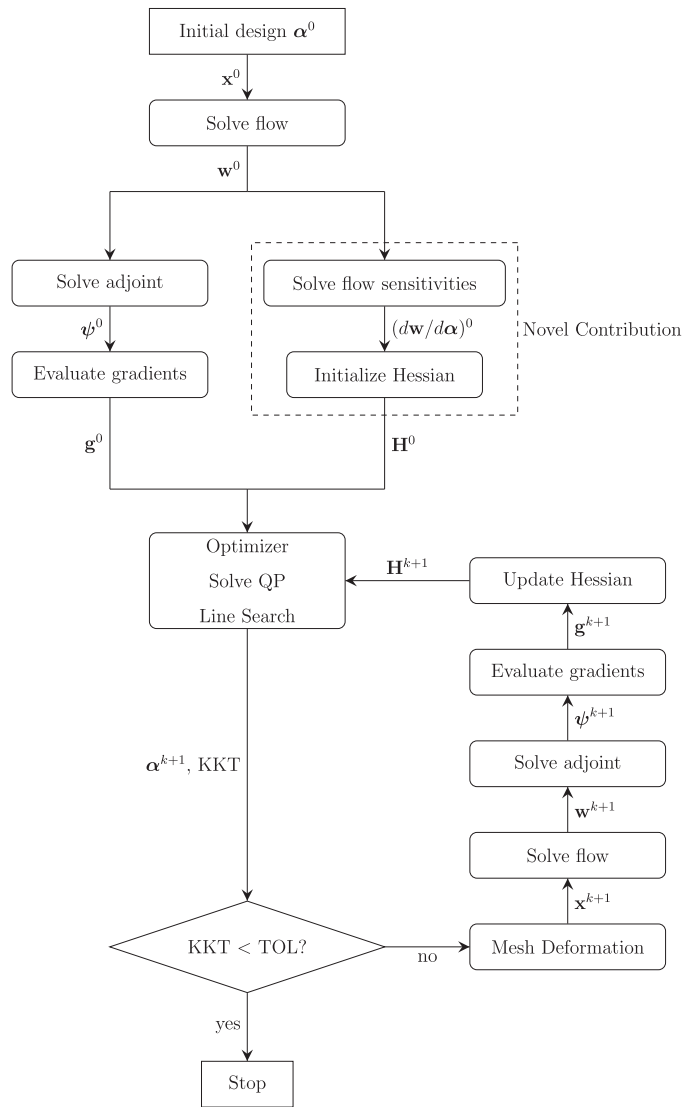 Initial design α⁰
x⁰
Solve flow
w⁰
Solve adjoint
ψ⁰
Evaluate gradients
g⁰
Solve flow sensitivities
(dw/dα)⁰
Initialize Hessian
Novel Contribution
H⁰
Optimizer
Solve QP
Line Search
Hᵏ⁺¹
Update Hessian
gᵏ⁺¹
Evaluate gradients
ψᵏ⁺¹
Solve adjoint
wᵏ⁺¹
Solve flow
xᵏ⁺¹
Mesh Deformation
αᵏ⁺¹, KKT
KKT < TOL?
no
yes
Stop